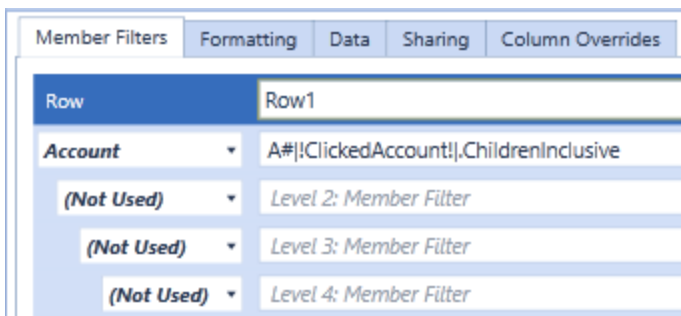 Member Filters Formatting Data Sharing Column Overrides
Row Row1
Account A#|!ClickedAccount!|.ChildrenInclusive
(Not Used) Level 2: Member Filter
(Not Used) Level 3: Member Filter
(Not Used) Level 4: Member Filter